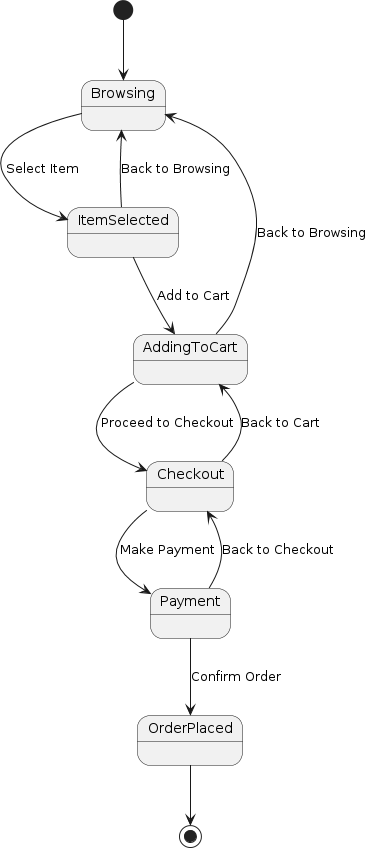 Browsing
Select Item
Back to Browsing
ItemSelected
Back to Browsing
Add to Cart
AddingToCart
Proceed to Checkout
Back to Cart
Checkout
Make Payment
Back to Checkout
Payment
Confirm Order
OrderPlaced